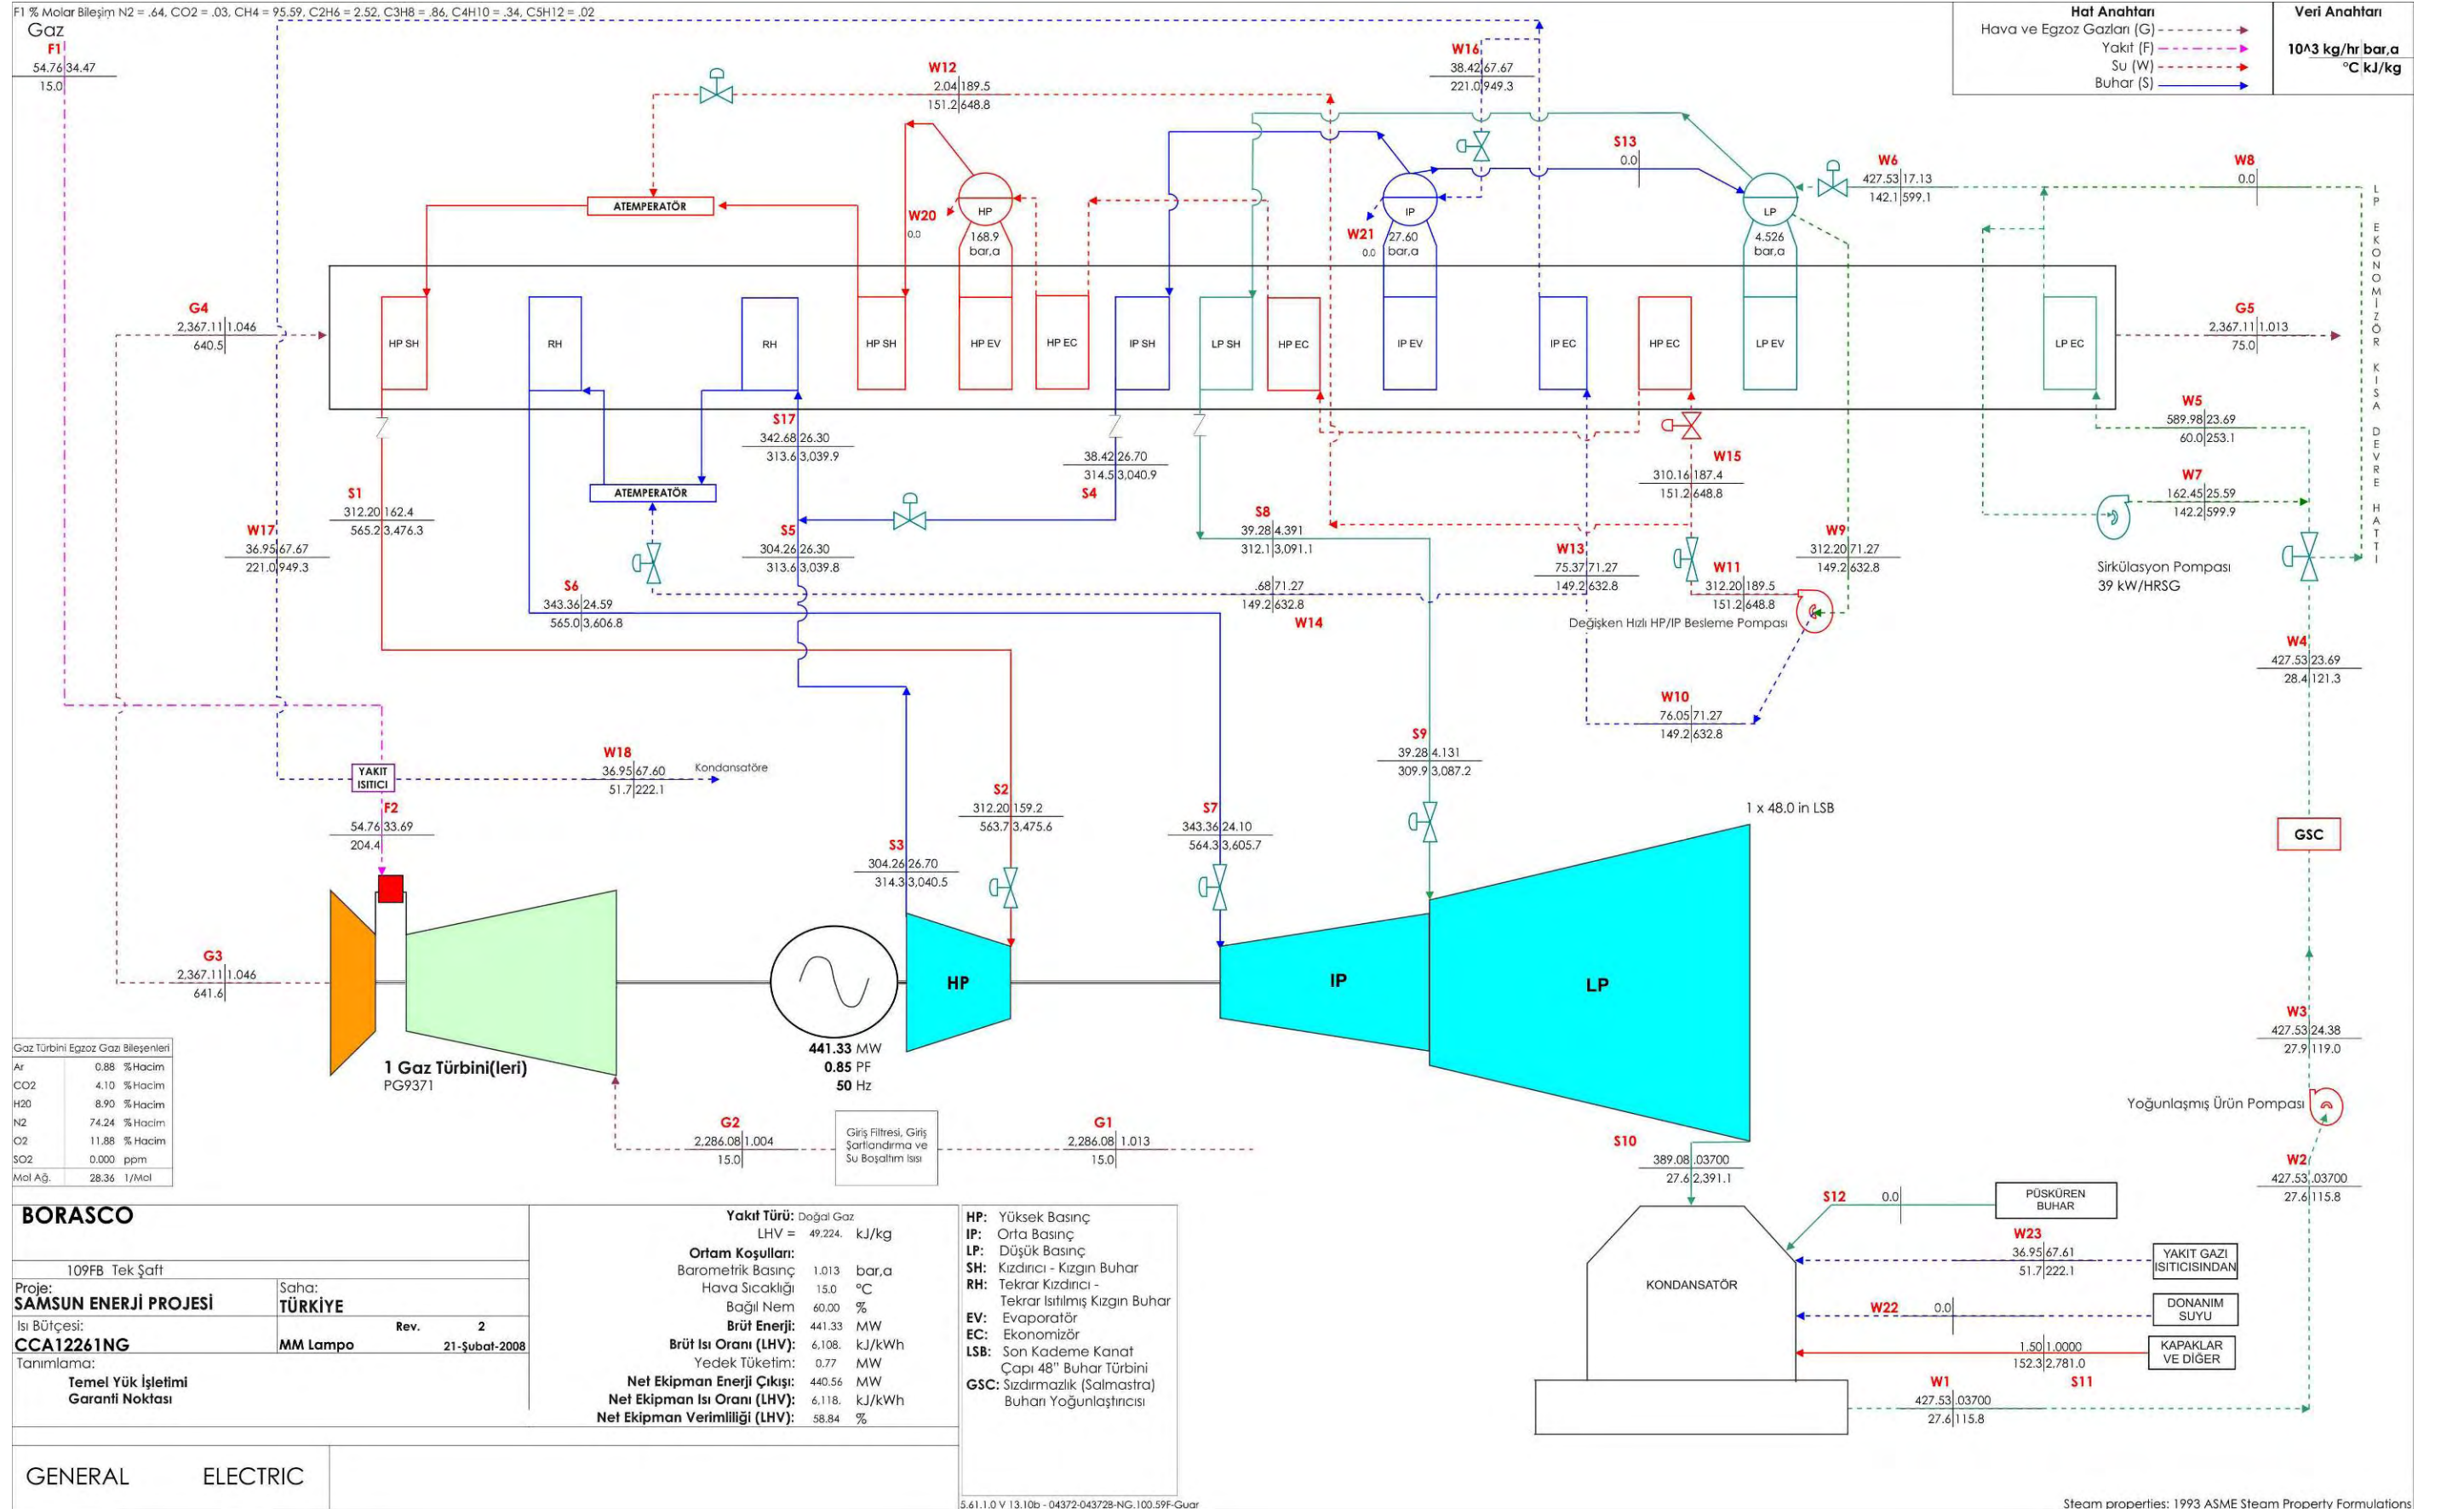 F1 % Molar Bileşim N2 = .64, CO2 = .03, CH4 = 95.59, C2H6 = 2.52, C3H8 = .86, C4H10 = .34, C5H12 = .02
Hat Anahtarı
Hava ve Egzoz Gazları (G)
Yakıt (F)
Su (W)
Buhar (S)
Veri Anahtarı
10^3 kg/hr bar,a
°C kJ/kg
Gaz
F1
54.76 34.47
15.0
W12
2.04 189.5
151.2 648.8
W16
38.42 67.67
221.0 949.3
S13
0.0
W6
427.53 17.13
142.1 599.1
W8
0.0
LP EKONOMİZÖR KISA DEVRE HATTI
ATEMPERATÖR
W20
0.0
HP
168.9
bar,a
W21
0.0
IP
27.60
bar,a
LP
4.526
bar,a
G4
2,367.11 1.046
640.5
HP SH
RH
RH
HP SH
HP EV
HP EC
IP SH
LP SH
HP EC
IP EV
IP EC
HP EC
LP EV
LP EC
G5
2,367.11 1.013
75.0
S17
342.68 26.30
313.6 3,039.9
38.42 26.70
314.5 3,040.9
S4
W15
310.16 187.4
151.2 648.8
W5
589.98 23.69
60.0 253.1
W7
162.45 25.59
142.2 599.9
Sirkülasyon Pompası
39 kW/HRSG
ATEMPERATÖR
S1
312.20 162.4
565.2 3,476.3
W17
36.95 67.67
221.0 949.3
S5
304.26 26.30
313.6 3,039.8
S8
39.28 4.391
312.1 3,091.1
W13
75.37 71.27
149.2 632.8
W11
312.20 189.5
151.2 648.8
W9
312.20 71.27
149.2 632.8
S6
343.36 24.59
565.0 3,606.8
.68 71.27
149.2 632.8
W14
Değişken Hızlı HP/IP Besleme Pompası
W4
427.53 23.69
28.4 121.3
W10
76.05 71.27
149.2 632.8
S9
39.28 4.131
309.9 3,087.2
YAKIT
ISITICI
W18
36.95 67.60
51.7 222.1
Kondansatöre
F2
54.76 33.69
204.4
S2
312.20 159.2
563.7 3,475.6
S7
343.36 24.10
564.3 3,605.7
S3
304.26 26.70
314.3 3,040.5
1 x 48.0 in LSB
GSC
G3
2,367.11 1.046
641.6
HP
IP
LP
W3
427.53 24.38
27.9 119.0
441.33 MW
0.85 PF
50 Hz
1 Gaz Türbini(leri)
PG9371
Gaz Türbini Egzoz Gazı Bileşenleri
Ar 0.88 %Hacim
CO2 4.10 %Hacim
H20 8.90 %Hacim
N2 74.24 %Hacim
O2 11.88 %Hacim
SO2 0.000 ppm
Mol Ağ. 28.36 1/Mol
G2
2,286.08 1.004
15.0
Giriş Filtresi, Giriş
Şartlandırma ve
Su Boşaltım Isısı
G1
2,286.08 1.013
15.0
Yoğunlaşmış Ürün Pompası
W2
427.53 .03700
27.6 115.8
S10
389.08 .03700
27.6 2,391.1
S12
0.0
PÜSKÜREN
BUHAR
W23
36.95 67.61
51.7 222.1
YAKIT GAZI
ISITICISINDAN
KONDANSATÖR
W22
0.0
DONANIM
SUYU
1.50 1.0000
152.3 2,781.0
S11
KAPAKLAR
VE DİĞER
W1
427.53 .03700
27.6 115.8
BORASCO
109FB Tek Şaft
Proje:
SAMSUN ENERJİ PROJESİ
Saha:
TÜRKİYE
Isı Bütçesi:
CCA12261NG
Rev. 2
MM Lampo 21-Şubat-2008
Tanımlama:
Temel Yük İşletimi
Garanti Noktası
Yakıt Türü: Doğal Gaz
LHV = 49,224. kJ/kg
Ortam Koşulları:
Barometrik Basınç 1.013 bar,a
Hava Sıcaklığı 15.0 °C
Bağıl Nem 60.00 %
Brüt Enerji: 441.33 MW
Brüt Isı Oranı (LHV): 6,108. kJ/kWh
Yedek Tüketim: 0.77 MW
Net Ekipman Enerji Çıkışı: 440.56 MW
Net Ekipman Isı Oranı (LHV): 6,118. kJ/kWh
Net Ekipman Verimliliği (LHV): 58.84 %
HP: Yüksek Basınç
IP: Orta Basınç
LP: Düşük Basınç
SH: Kızdırıcı - Kızgın Buhar
RH: Tekrar Kızdırıcı -
Tekrar Isıtılmış Kızgın Buhar
EV: Evaporatör
EC: Ekonomizör
LSB: Son Kademe Kanat
Çapı 48" Buhar Türbini
GSC: Sızdırmazlık (Salmastra)
Buharı Yoğunlaştırıcısı
GENERAL ELECTRIC
5.61.1.0 V 13.10b - 04372-043728-NG.100.59F-Guar
Steam properties: 1993 ASME Steam Property Formulations